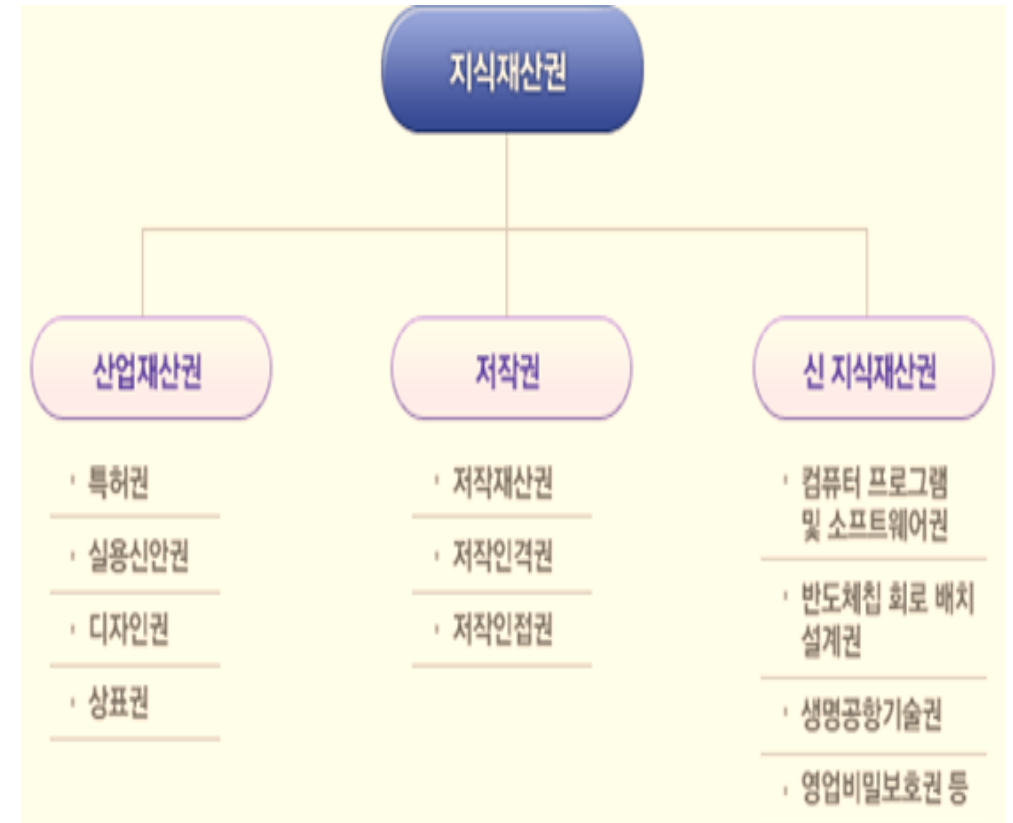 지식재산권
산업재산권
특허권
실용신안권
디자인권
상표권
저작권
저작재산권
저작인격권
저작인접권
신 지식재산권
컴퓨터 프로그램
및 소프트웨어권
반도체칩 회로 배치
설계권
생명공항기술권
영업비밀보호권 등